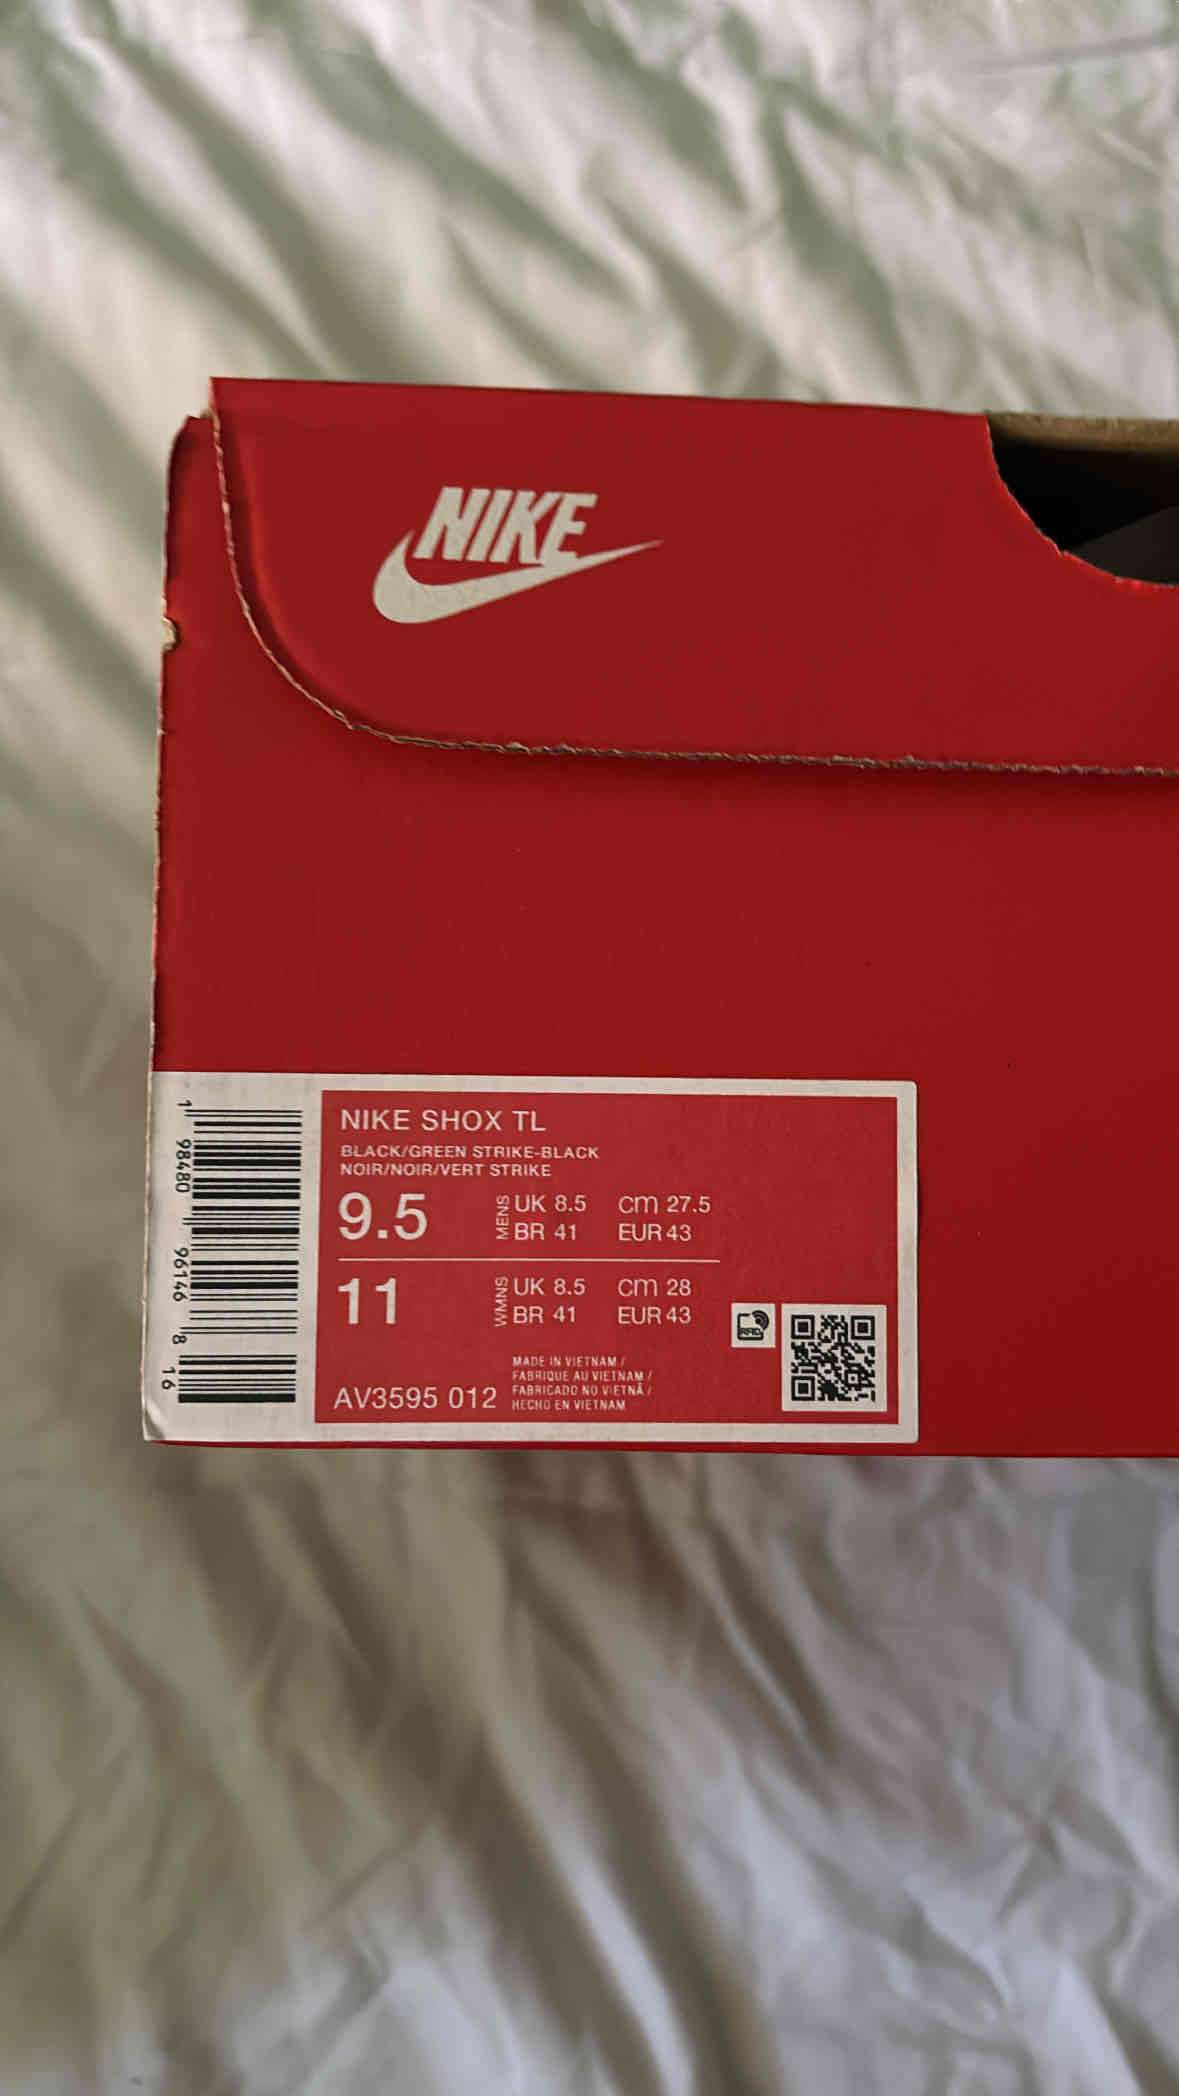 NIKE
NIKE SHOX TL
BLACK/GREEN STRIKE-BLACK
NOIR/NOIR/VERT STRIKE
9.5 MENS UK 8.5 cm 27.5
BR 41 EUR 43
11 WMNS UK 8.5 cm 28
BR 41 EUR 43
RFID
MADE IN VIETNAM /
FABRIQUE AU VIETNAM /
FABRICADO NO VIETNÃ /
HECHO EN VIETNAM
AV3595 012
1 98480 96146 8 16